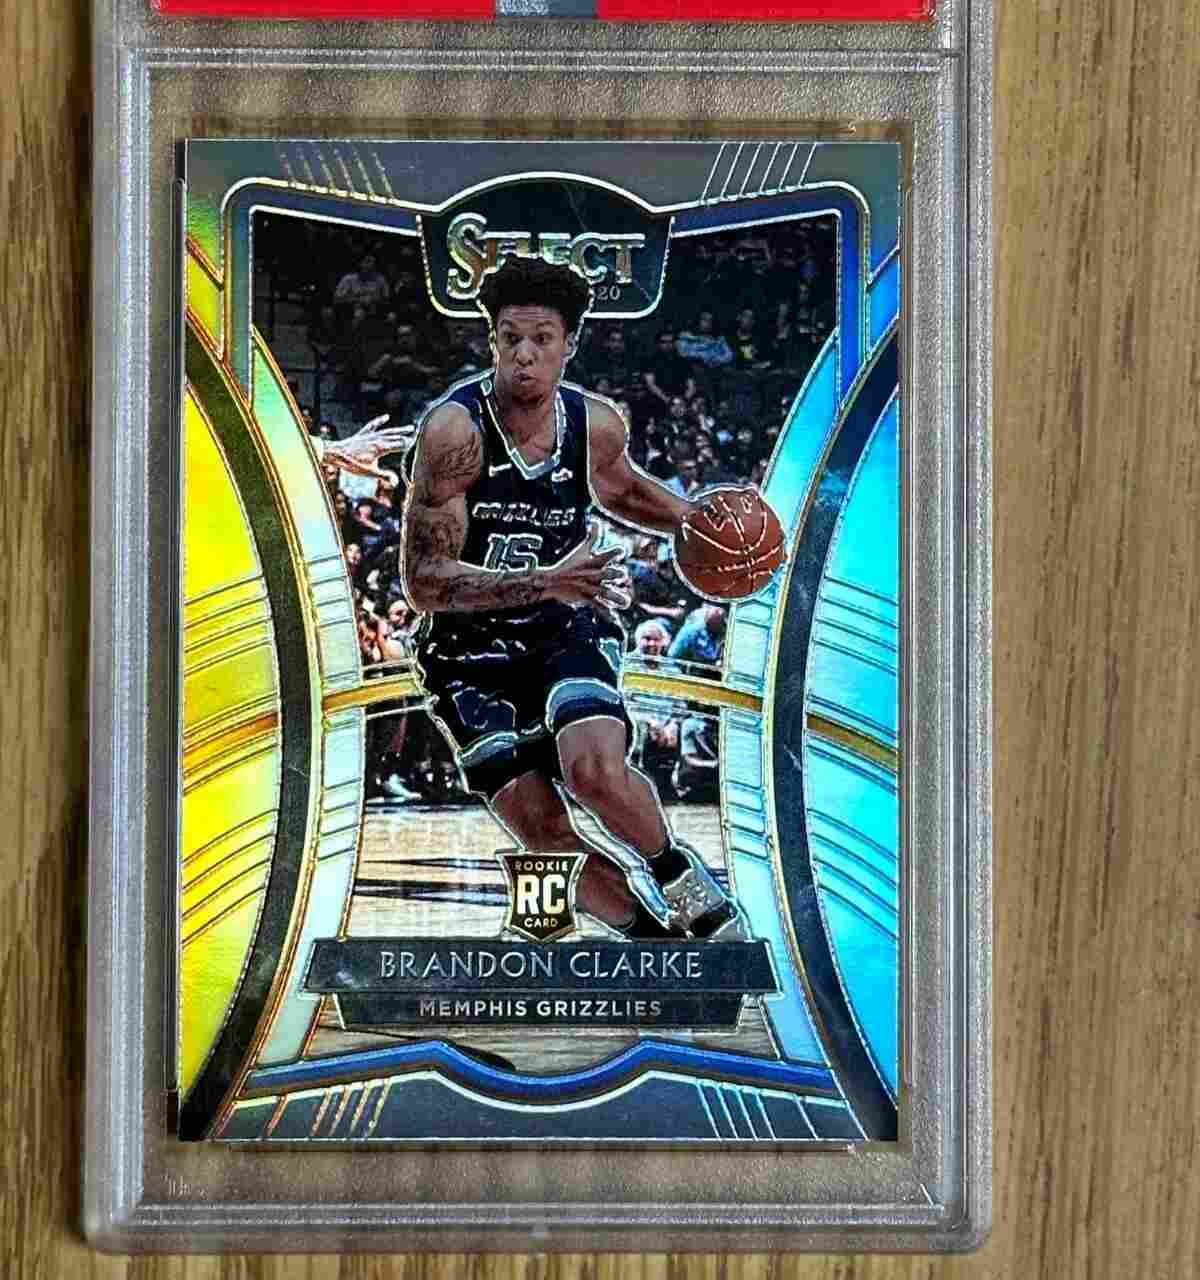 SELECT
20
GRIZZLIES
15
ROOKIE
RC
CARD
BRANDON CLARKE
MEMPHIS GRIZZLIES